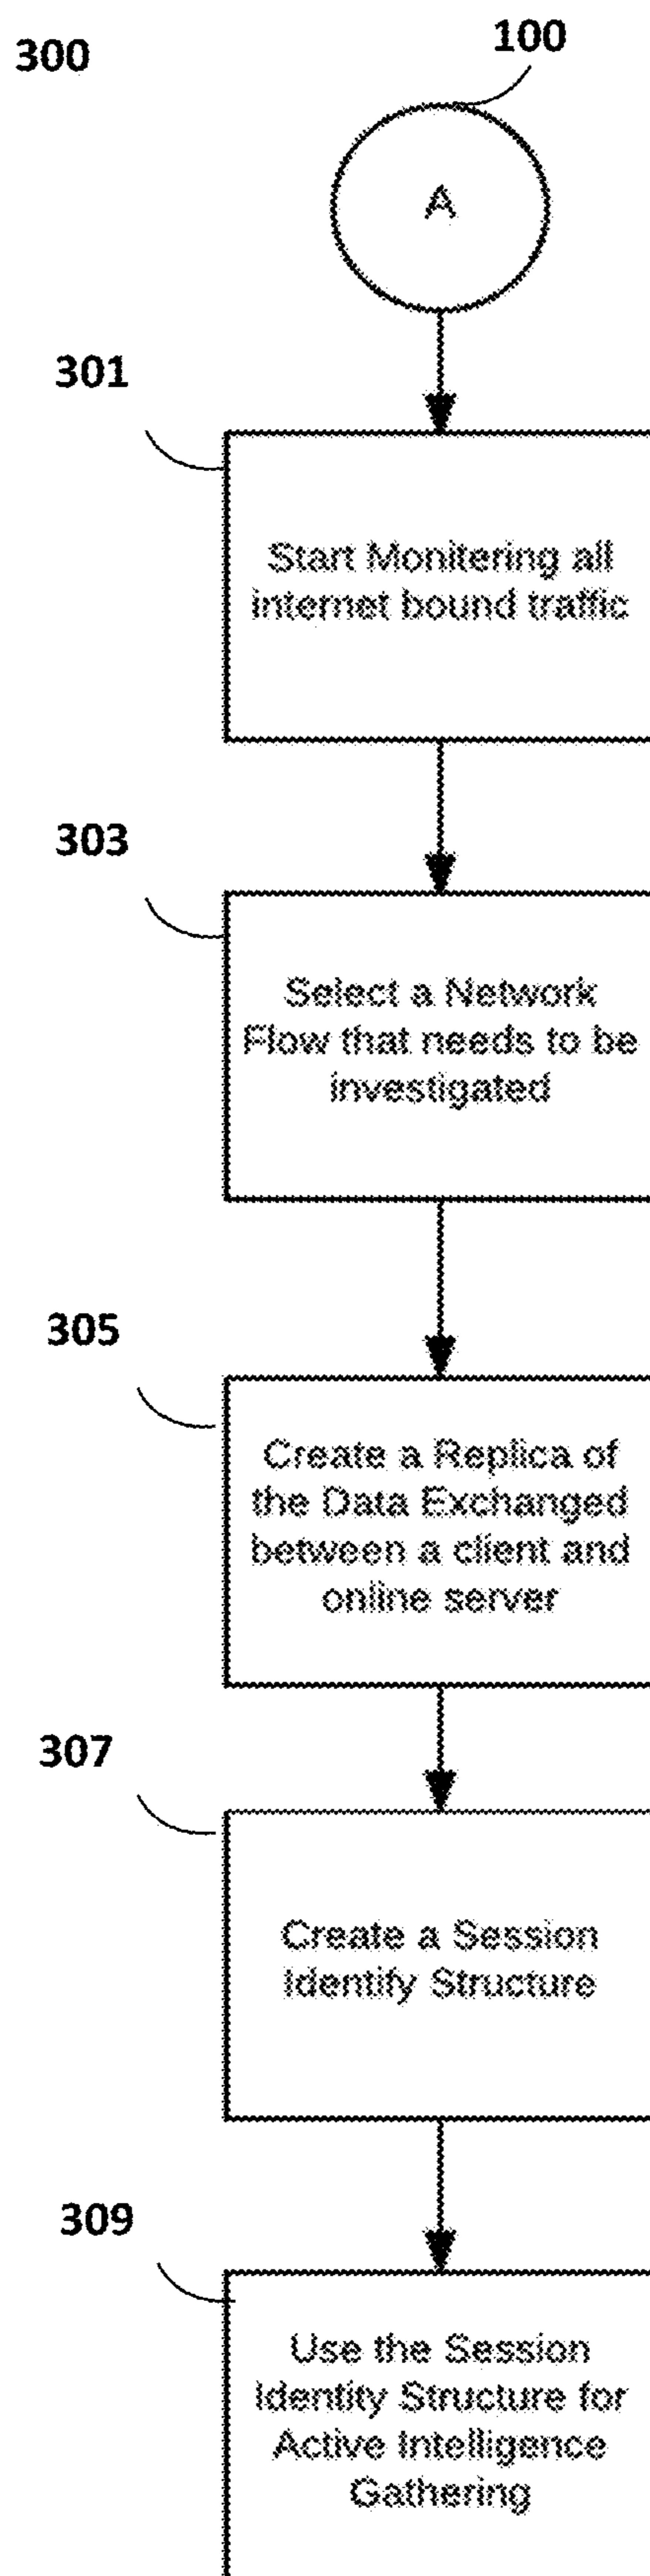 300
100
A
301
Start Monitering all
internet bound traffic
303
Select a Network
Flow that needs to be
investigated
305
Create a Replica of
the Data Exchanged
between a client and
online server
307
Create a Session
Identify Structure
309
Use the Session
Identity Structure for
Active Intelligence
Gathering